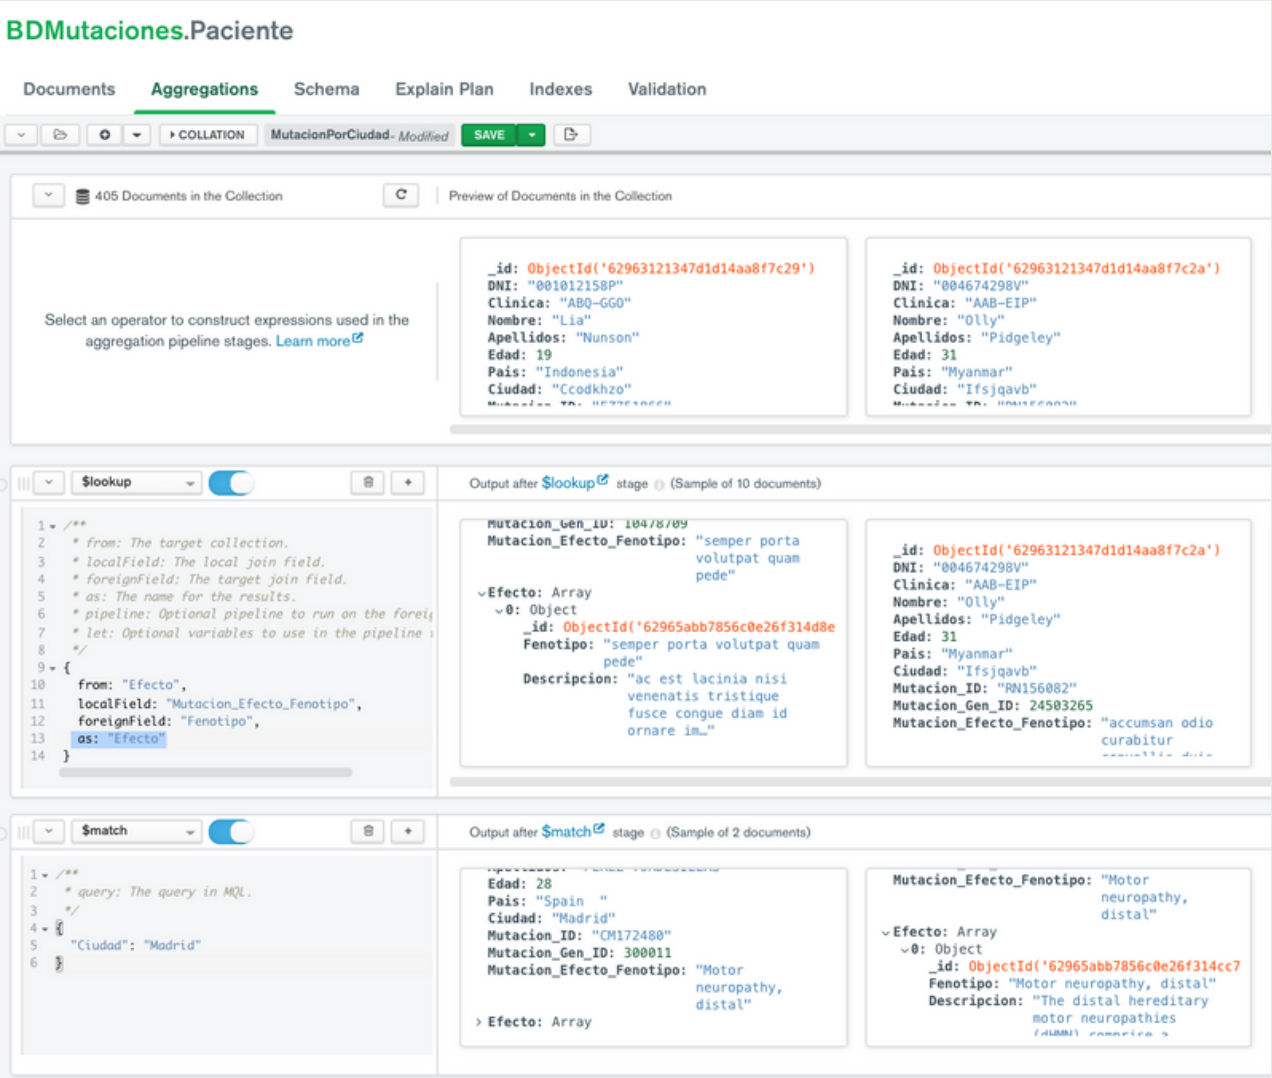 BDMutaciones.Paciente
Documents Aggregations Schema Explain Plan Indexes Validation
COLLATION MutacionPorCiudad- Modified SAVE
405 Documents in the Collection
Preview of Documents in the Collection
Select an operator to construct expressions used in the
aggregation pipeline stages. Learn more
_id: ObjectId('62963121347d1d14aa8f7c29')
DNI: "001012158P"
Clinica: "ABQ-GGO"
Nombre: "Lia"
Apellidos: "Nunson"
Edad: 19
Pais: "Indonesia"
Ciudad: "Ccodkhzo"
_id: ObjectId('62963121347d1d14aa8f7c2a')
DNI: "004674298V"
Clinica: "AAB-EIP"
Nombre: "Olly"
Apellidos: "Pidgeley"
Edad: 31
Pais: "Myanmar"
Ciudad: "Ifsjqavb"
$lookup
Output after $lookup stage (Sample of 10 documents)
1 /**
2 * from: The target collection.
3 * localField: The local join field.
4 * foreignField: The target join field.
5 * as: The name for the results.
6 * pipeline: Optional pipeline to run on the foreig
7 * let: Optional variables to use in the pipeline
8 */
9 {
10 from: "Efecto",
11 localField: "Mutacion_Efecto_Fenotipo",
12 foreignField: "Fenotipo",
13 as: "Efecto"
14 }
Mutacion_Gen_ID: 10478709
Mutacion_Efecto_Fenotipo: "semper porta
volutpat quam
pede"
Efecto: Array
0: Object
_id: ObjectId('62965abb7856c0e26f314d8e
Fenotipo: "semper porta volutpat quam
pede"
Descripcion: "ac est lacinia nisi
venenatis tristique
fusce congue diam id
ornare im…"
_id: ObjectId('62963121347d1d14aa8f7c2a')
DNI: "004674298V"
Clinica: "AAB-EIP"
Nombre: "Olly"
Apellidos: "Pidgeley"
Edad: 31
Pais: "Myanmar"
Ciudad: "Ifsjqavb"
Mutacion_ID: "RN156082"
Mutacion_Gen_ID: 24503265
Mutacion_Efecto_Fenotipo: "accumsan odio
curabitur
$match
Output after $match stage (Sample of 2 documents)
1 /**
2 * query: The query in MQL.
3 */
4 {
5 "Ciudad": "Madrid"
6 }
Edad: 28
Pais: "Spain "
Ciudad: "Madrid"
Mutacion_ID: "CM172480"
Mutacion_Gen_ID: 300011
Mutacion_Efecto_Fenotipo: "Motor
neuropathy,
distal"
Efecto: Array
Mutacion_Efecto_Fenotipo: "Motor
neuropathy,
distal"
Efecto: Array
0: Object
_id: ObjectId('62965abb7856c0e26f314cc7
Fenotipo: "Motor neuropathy, distal"
Descripcion: "The distal hereditary
motor neuropathies
(dHMN) comprise a